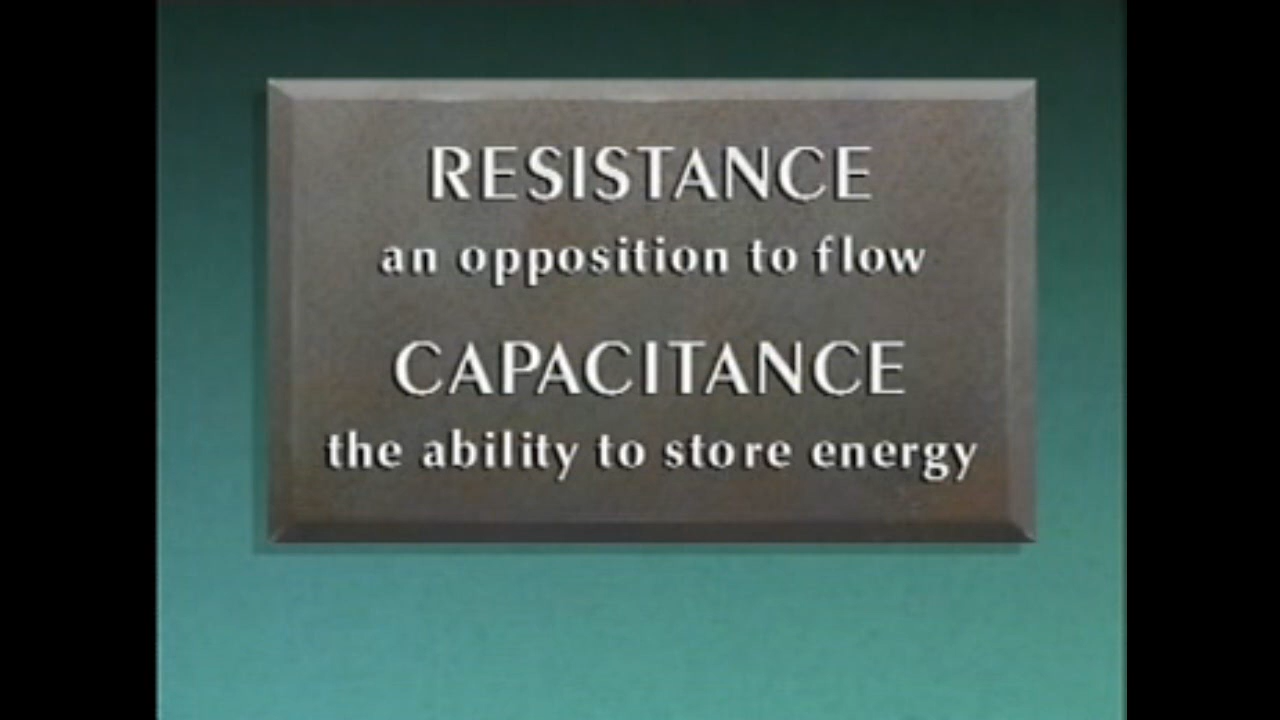 RESISTANCE
an opposition to flow
CAPACITANCE
the ability to store energy